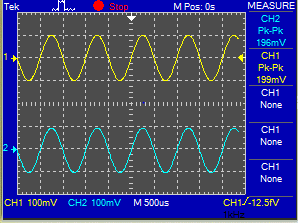 Tek Stop M Pos: 0s MEASURE
CH2
Pk-Pk
196mV
1
CH1
Pk-Pk
199mV
CH1
None
CH1
None
2
CH1
None
CH1 100mV CH2 100mV M 500us CH1 -12.5fV